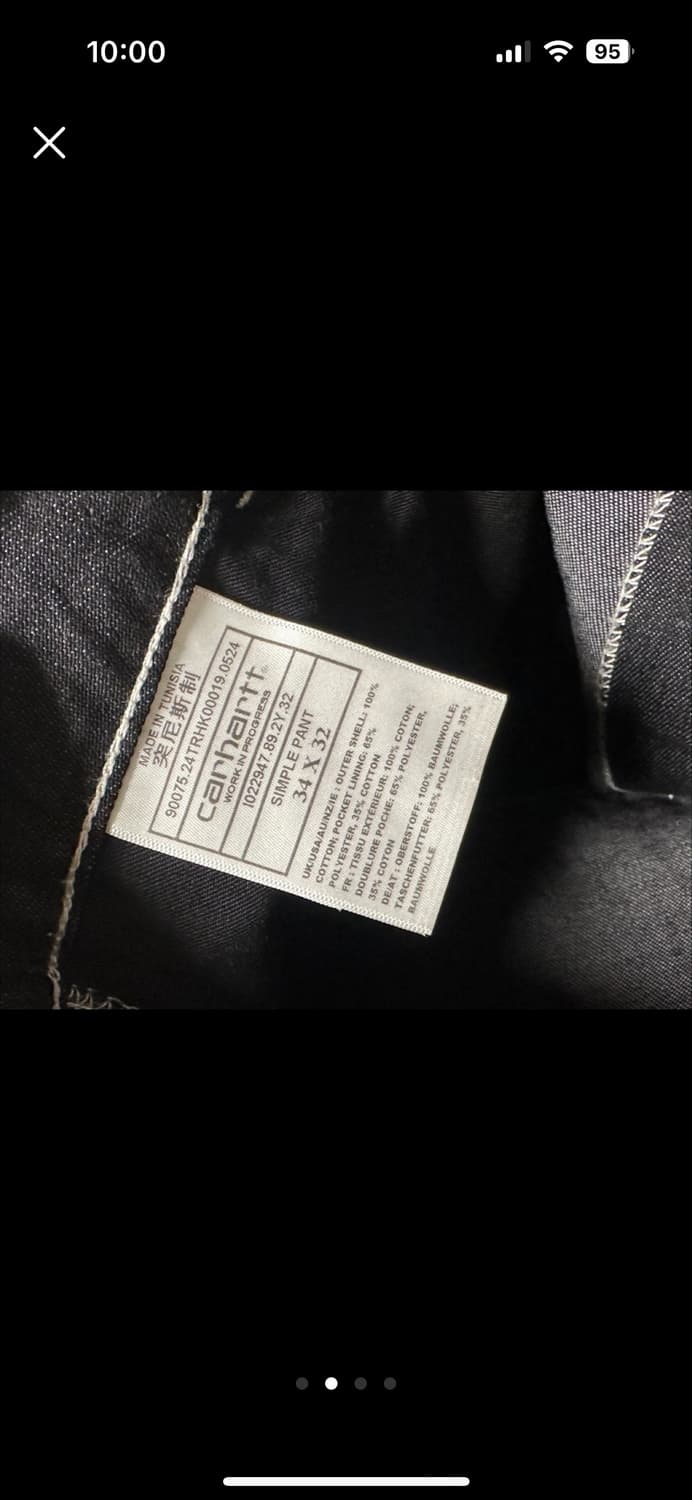 10:00
95
MADE IN TUNISIA
突尼斯制
90075.24TRHK00019.0524
carhartt
WORK IN PROGRESS
I022947.89.2Y.32
SIMPLE PANT
34 X 32
UK/USA/AU/NZ/IE : OUTER SHELL: 100%
COTTON; POCKET LINING: 65%
POLYESTER, 35% COTTON
FR : TISSU EXTÉRIEUR: 100% COTON;
DOUBLURE POCHE: 65% POLYESTER,
35% COTON
DE/AT : OBERSTOFF: 100% BAUMWOLLE;
TASCHENFUTTER: 65% POLYESTER, 35%
BAUMWOLLE